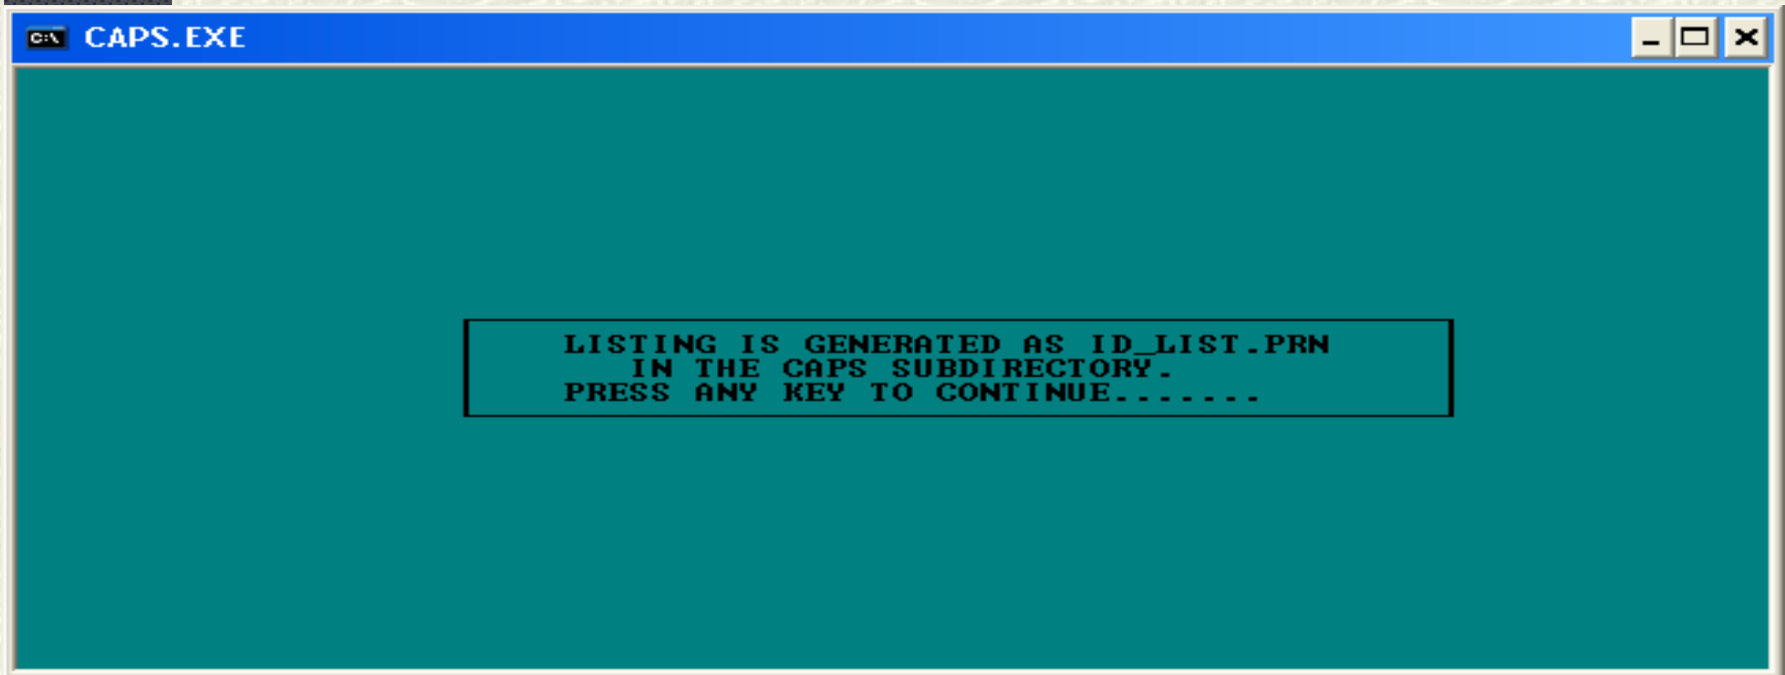 C:\ CAPS.EXE
LISTING IS GENERATED AS ID_LIST.PRN
IN THE CAPS SUBDIRECTORY.
PRESS ANY KEY TO CONTINUE.......